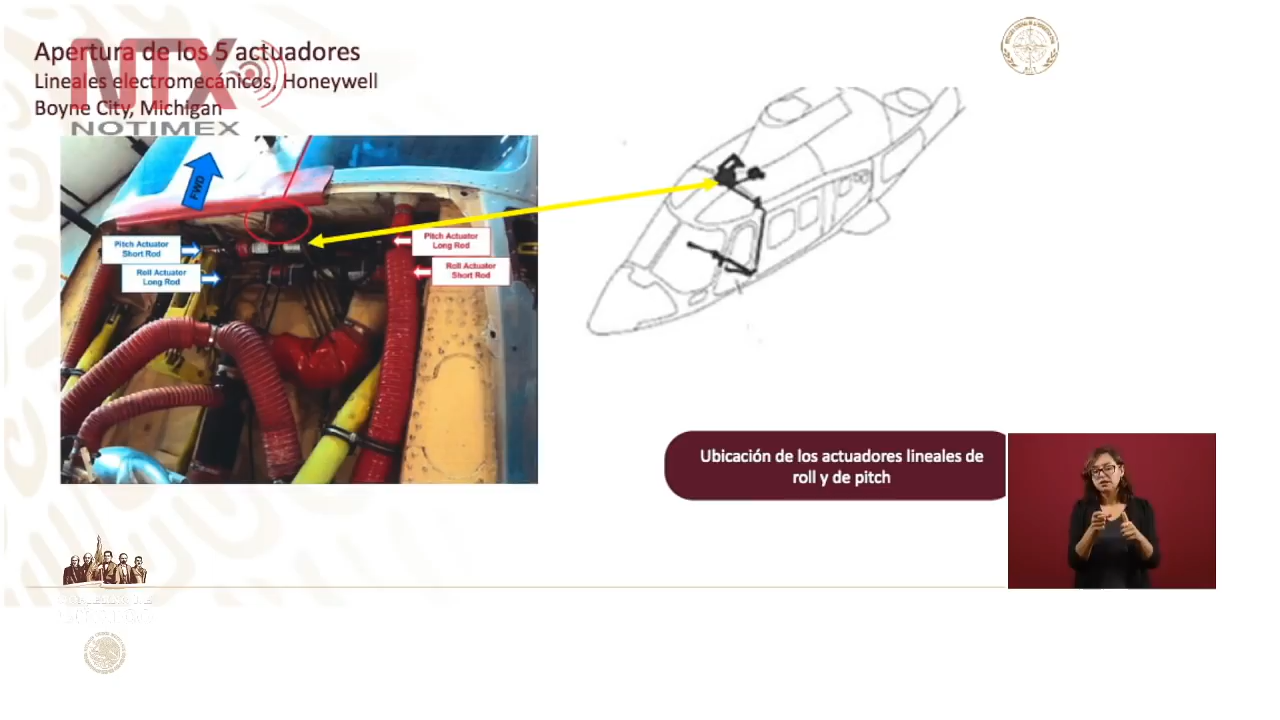 Apertura de los 5 actuadores
Lineales electromecánicos, Honeywell
Boyne City, Michigan
NTX
NOTIMEX
FWD
Pitch Actuator
Short Rod
Roll Actuator
Long Rod
Pitch Actuator
Long Rod
Roll Actuator
Short Rod
Ubicación de los actuadores lineales de
roll y de pitch